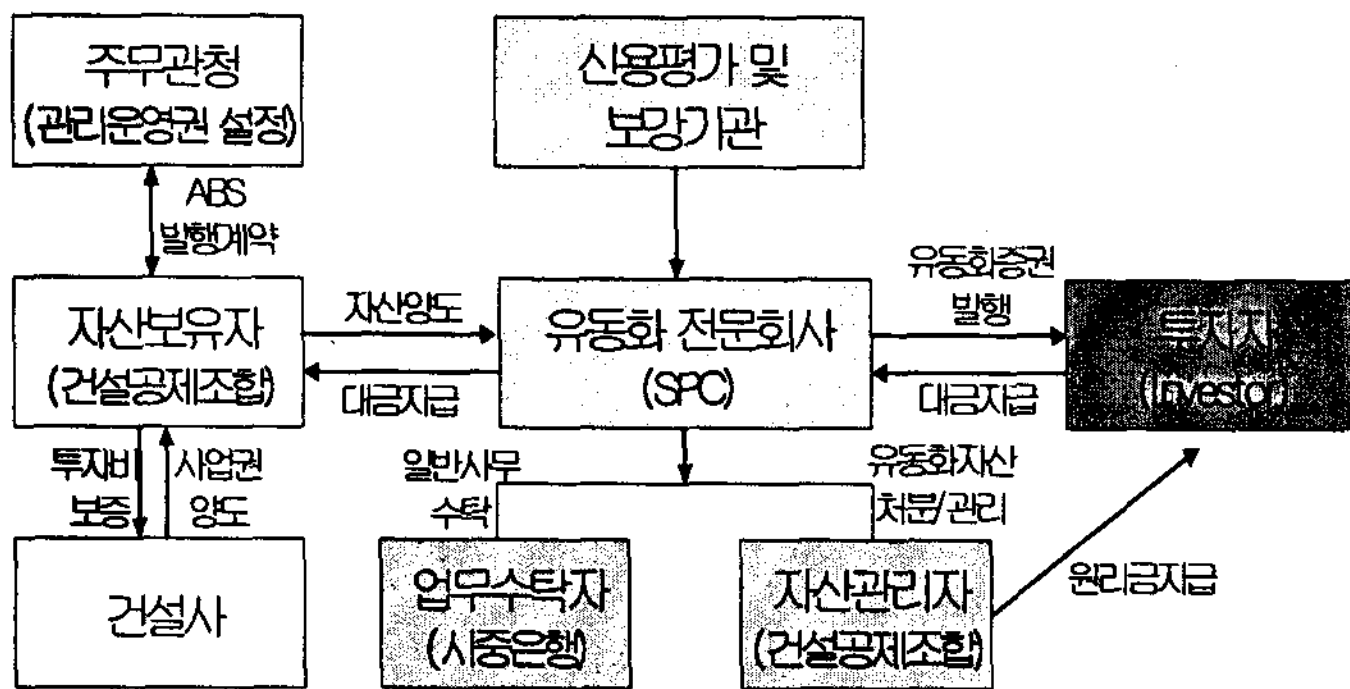 주무관청
(관리운영권 설정)
신용평가 및
보강기관
ABS
발행계약
자산보유자
(건설공제조합)
자산양도
대금지급
유동화 전문회사
(SPC)
유동화증권
발행
대금지급
투자자
(Investor)
투자비
보증
사업권
양도
일반사무
수탁
유동화자산
처분/관리
건설사
업무수탁자
(시중은행)
자산관리자
(건설공제조합)
원리금지급